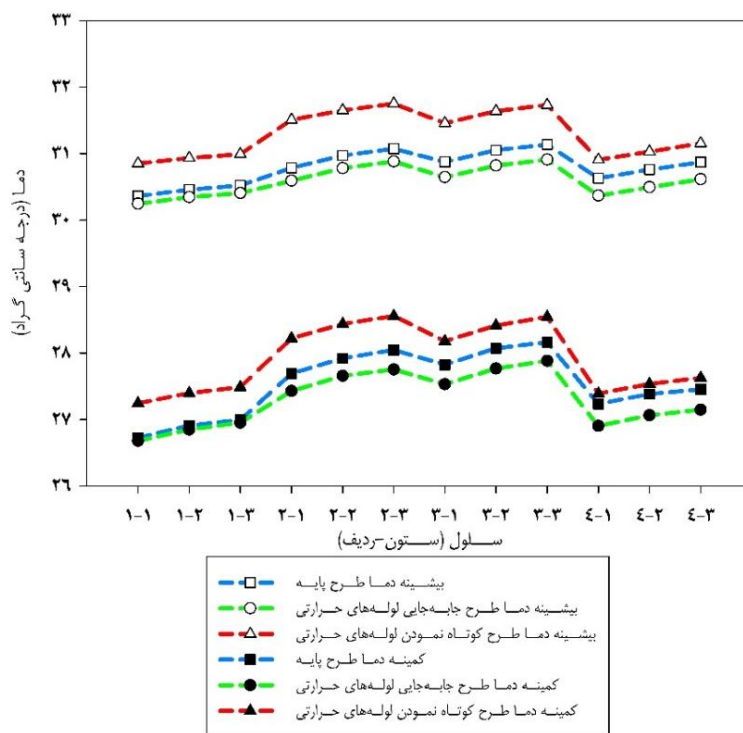 ۳۳
۳۲
۳۱
۳۰
۲۹
۲۸
۲۷
۲۶
دما (درجه سانتی گراد)
۱-۱ ۱-۲ ۱-۳ ۲-۱ ۲-۲ ۲-۳ ۳-۱ ۳-۲ ۳-۳ ٤-۱ ٤-۲ ٤-۳
سلول (ستون-ردیف)
بیشینه دما طرح پایه
بیشینه دما طرح جابه‌جایی لوله‌های حرارتی
بیشینه دما طرح کوتاه نمودن لوله‌های حرارتی
کمینه دما طرح پایه
کمینه دما طرح جابه‌جایی لوله‌های حرارتی
کمینه دما طرح کوتاه نمودن لوله‌های حرارتی